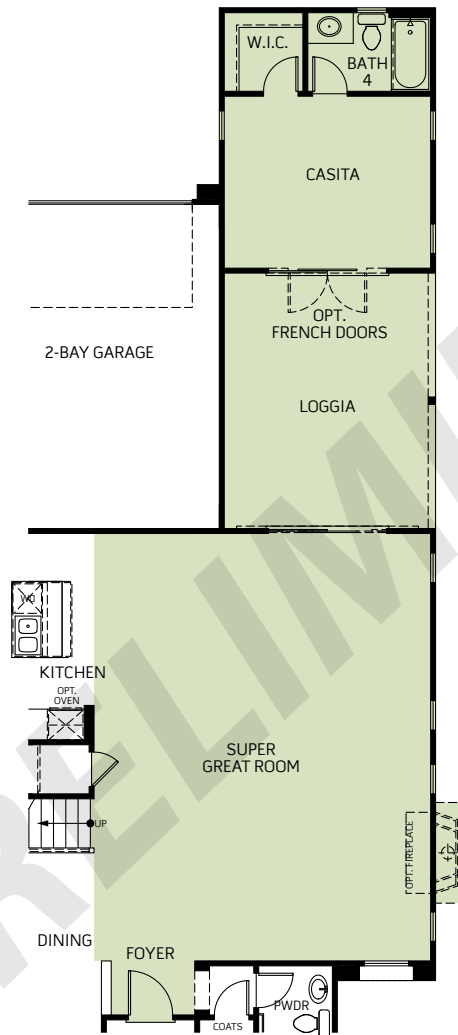 W.I.C.
BATH
4
CASITA
OPT.
FRENCH DOORS
2-BAY GARAGE
LOGGIA
KITCHEN
OPT.
OVEN
SUPER
GREAT ROOM
UP
OPT. FIREPLACE
DINING
FOYER
COATS
PWDR
RELIMI